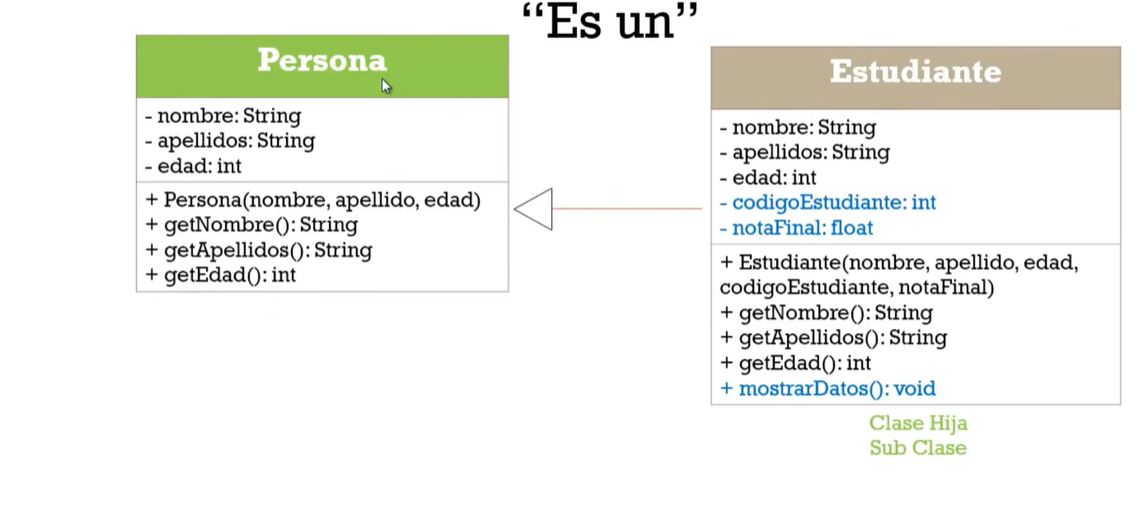 “Es un”
Persona
- nombre: String
- apellidos: String
- edad: int
+ Persona(nombre, apellido, edad)
+ getNombre(): String
+ getApellidos(): String
+ getEdad(): int
Estudiante
- nombre: String
- apellidos: String
- edad: int
- codigoEstudiante: int
- notaFinal: float
+ Estudiante(nombre, apellido, edad,
codigoEstudiante, notaFinal)
+ getNombre(): String
+ getApellidos(): String
+ getEdad(): int
+ mostrarDatos(): void
Clase Hija
Sub Clase